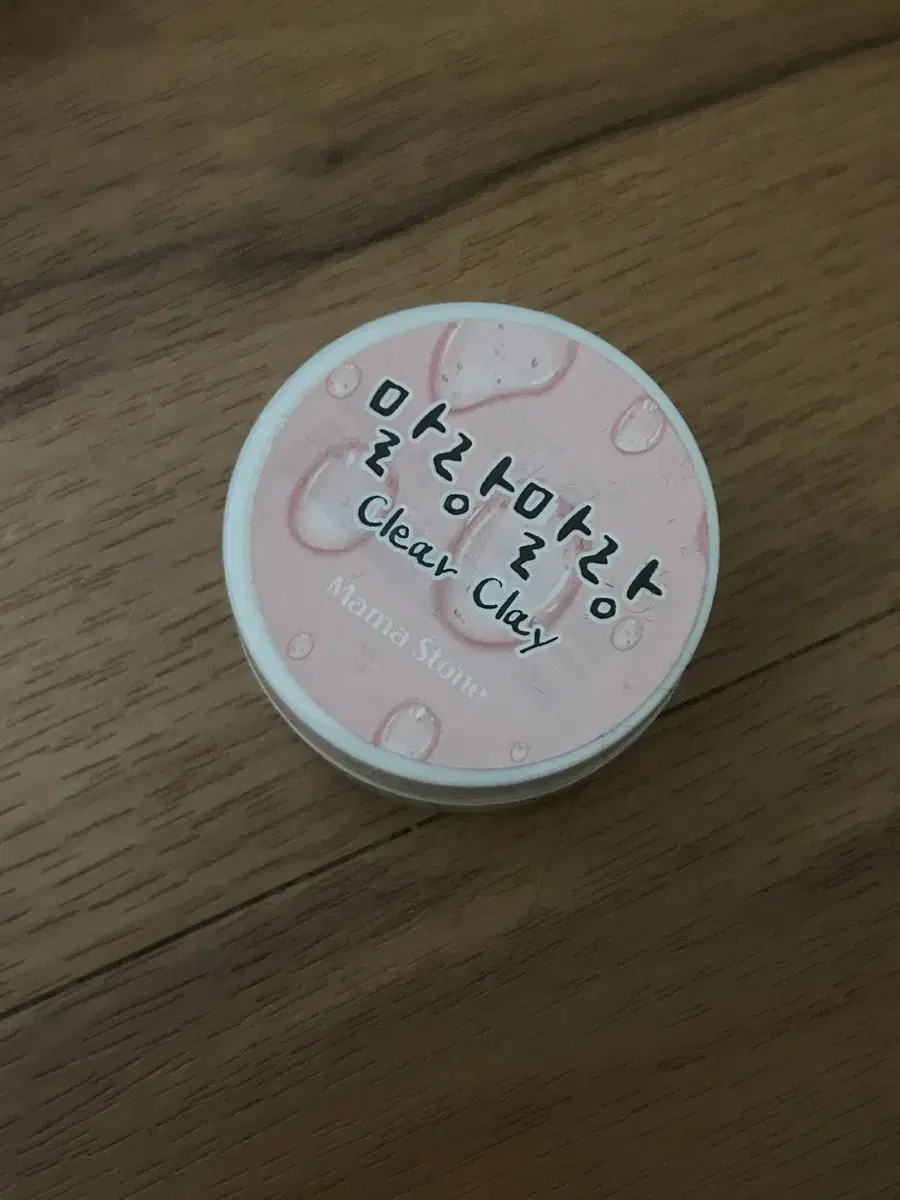 말랑말랑
Clear Clay
Mama Stone